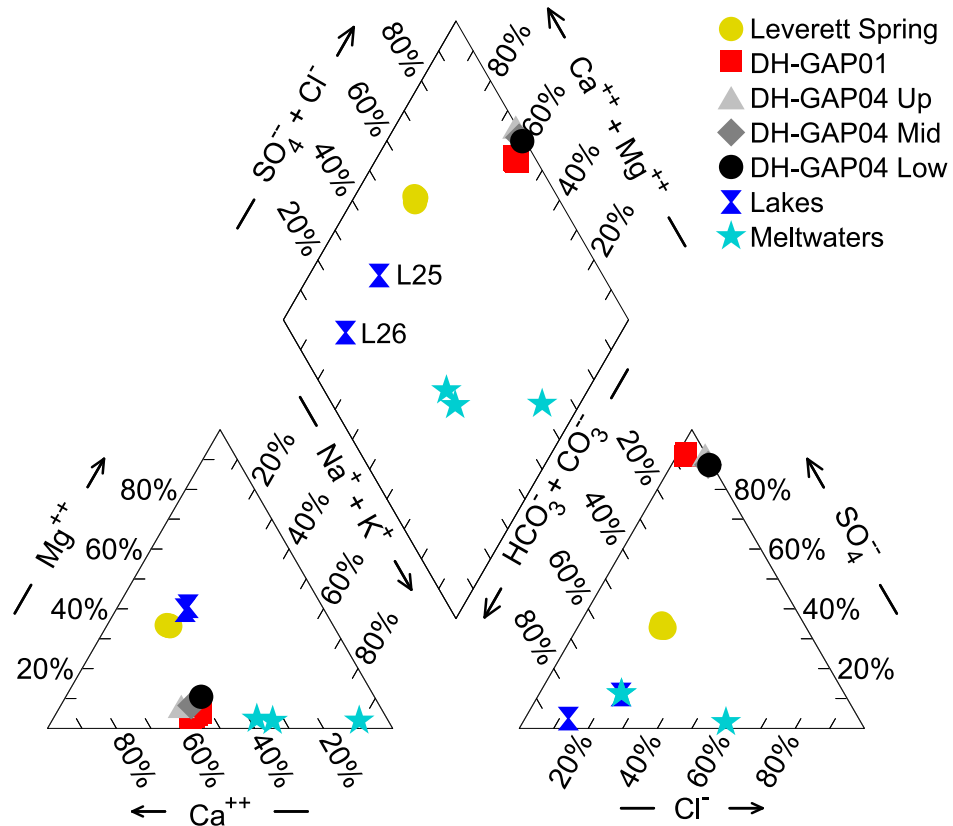 Leverett Spring
DH-GAP01
DH-GAP04 Up
DH-GAP04 Mid
DH-GAP04 Low
Lakes
Meltwaters
SO₄⁻⁻ + Cl⁻
80%
60%
40%
20%
Ca⁺⁺ + Mg⁺⁺
80%
60%
40%
20%
L25
L26
Na⁺ + K⁺
HCO₃⁻ + CO₃⁻⁻
Mg⁺⁺
80%
60%
40%
20%
20%
40%
60%
80%
80%
60%
40%
20%
Ca⁺⁺
20%
40%
60%
80%
SO₄⁻⁻
80%
60%
40%
20%
20%
40%
60%
80%
Cl⁻